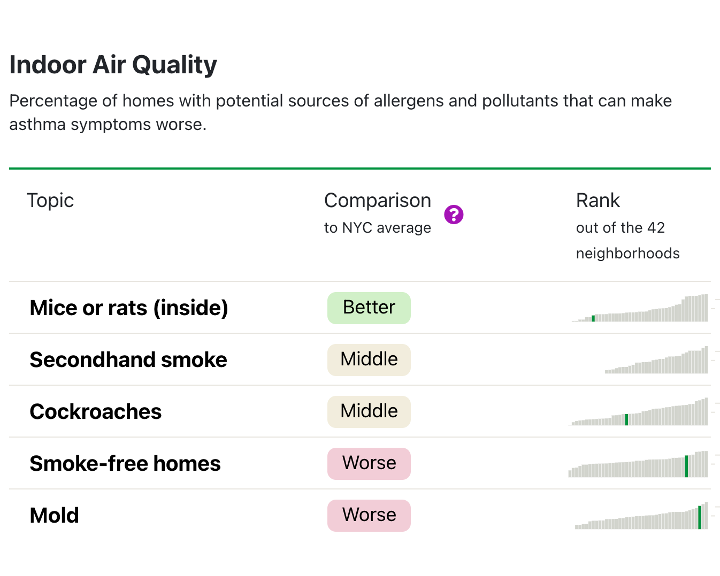 Indoor Air Quality
Percentage of homes with potential sources of allergens and pollutants that can make
asthma symptoms worse.
Topic
Comparison
to NYC average
?
Rank
out of the 42
neighborhoods
Mice or rats (inside)
Better
Secondhand smoke
Middle
Cockroaches
Middle
Smoke-free homes
Worse
Mold
Worse